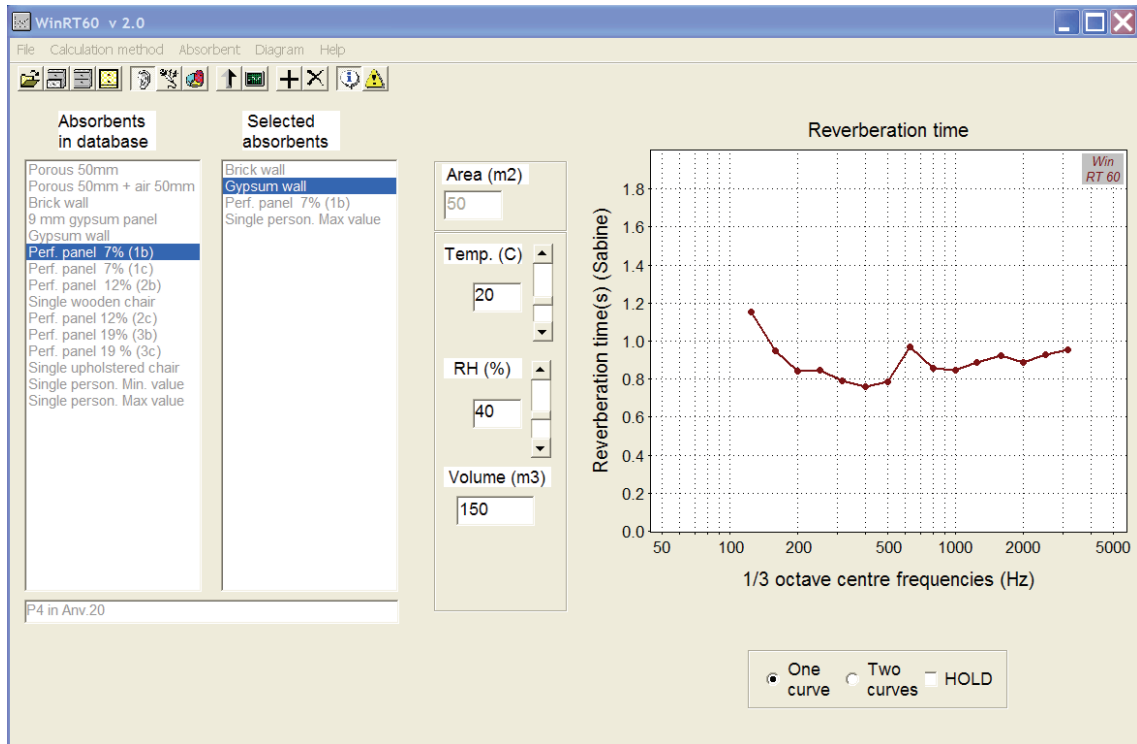 WinRT60 v 2.0
File Calculation method Absorbent Diagram Help
Absorbents
in database
Porous 50mm
Porous 50mm + air 50mm
Brick wall
9 mm gypsum panel
Gypsum wall
Perf. panel 7% (1b)
Perf. panel 7% (1c)
Perf. panel 12% (2b)
Single wooden chair
Perf. panel 12% (2c)
Perf. panel 19% (3b)
Perf. panel 19 % (3c)
Single upholstered chair
Single person. Min. value
Single person. Max value
P4 in Anv.20
Selected
absorbents
Brick wall
Gypsum wall
Perf. panel 7% (1b)
Single person. Max value
Area (m2)
50
Temp. (C)
20
RH (%)
40
Volume (m3)
150
Reverberation time
Win
RT 60
Reverberation time(s) (Sabine)
1.8
1.6
1.4
1.2
1.0
0.8
0.6
0.4
0.2
0.0
50 100 200 500 1000 2000 5000
1/3 octave centre frequencies (Hz)
One
curve
Two
curves
HOLD